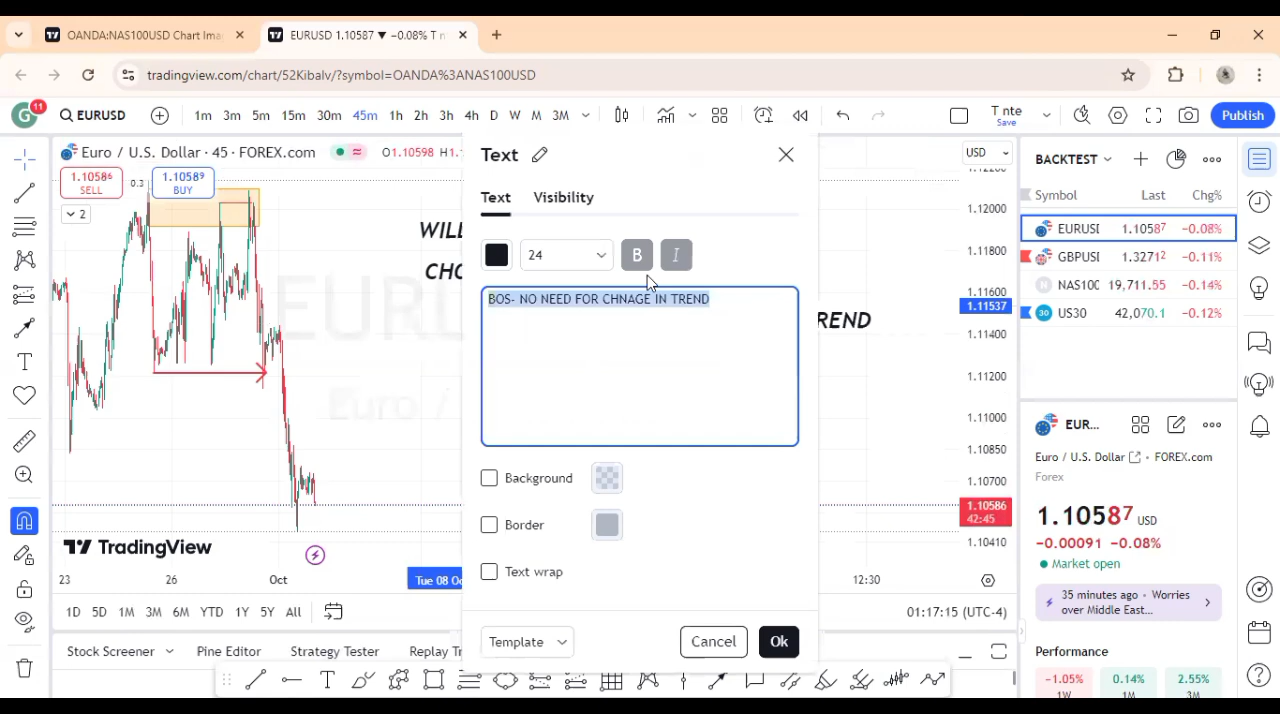 OANDA:NAS100USD Chart Ima
EURUSD 1.10587 ▼ −0.08% T n
tradingview.com/chart/52Kibalv/?symbol=OANDA%3ANAS100USD
G
11
EURUSD
1m 3m 5m 15m 30m 45m 1h 2h 3h 4h D W M 3M
T nte
Save
Publish
Euro / U.S. Dollar · 45 · FOREX.com
O1.10598 H1.
1.10586
SELL
0.3
1.10589
BUY
2
WILL
CHO
REND
EURU
Euro /
TradingView
23 26 Oct
Tue 08 Oc
12:30
1D 5D 1M 3M 6M YTD 1Y 5Y All
01:17:15 (UTC-4)
Stock Screener
Pine Editor
Strategy Tester
Replay Tr
Text
Text
Visibility
24
B
I
BOS- NO NEED FOR CHNAGE IN TREND
Background
Border
Text wrap
Template
Cancel
Ok
USD
1.12000
1.11800
1.11600
1.11537
1.11400
1.11200
1.11000
1.10850
1.10700
1.10586
42:45
1.10410
BACKTEST
Symbol Last Chg%
EURUSI 1.10587 −0.08%
GBPUSI 1.32712 −0.11%
N NAS100 19,711.55 −0.14%
30 US30 42,070.1 −0.12%
EUR...
Euro / U.S. Dollar · FOREX.com
Forex
1.10587 USD
−0.00091 −0.08%
Market open
35 minutes ago · Worries
over Middle East...
Performance
−1.05% 0.14% 2.55%
1W 1M 3M